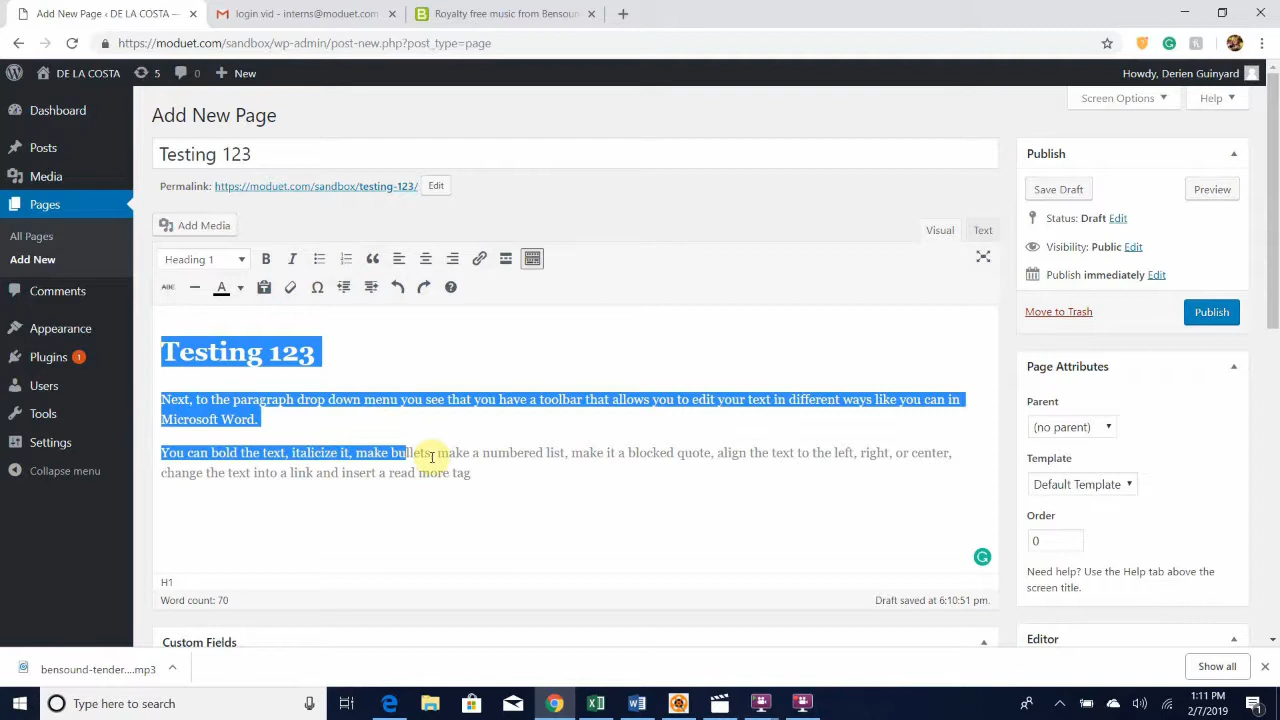 Add New Page ‹ DE LA COSTA —
login vid - interns@moduet.com
Royalty free music from Bensoun
https://moduet.com/sandbox/wp-admin/post-new.php?post_type=page
DE LA COSTA
5
0
New
Howdy, Derien Guinyard
Dashboard
Posts
Media
Pages
All Pages
Add New
Comments
Appearance
Plugins 1
Users
Tools
Settings
Collapse menu
Screen Options
Help
Add New Page
Testing 123
Permalink: https://moduet.com/sandbox/testing-123/ Edit
Add Media
Visual
Text
Heading 1
B
I
ABC
A
Testing 123
Next, to the paragraph drop down menu you see that you have a toolbar that allows you to edit your text in different ways like you can in
Microsoft Word.
You can bold the text, italicize it, make bullets, make a numbered list, make it a blocked quote, align the text to the left, right, or center,
change the text into a link and insert a read more tag
H1
Word count: 70
Draft saved at 6:10:51 pm.
Custom Fields
Publish
Save Draft
Preview
Status: Draft Edit
Visibility: Public Edit
Publish immediately Edit
Move to Trash
Publish
Page Attributes
Parent
(no parent)
Template
Default Template
Order
0
Need help? Use the Help tab above the
screen title.
Editor
bensound-tender....mp3
Show all
Type here to search
1:11 PM
2/7/2019